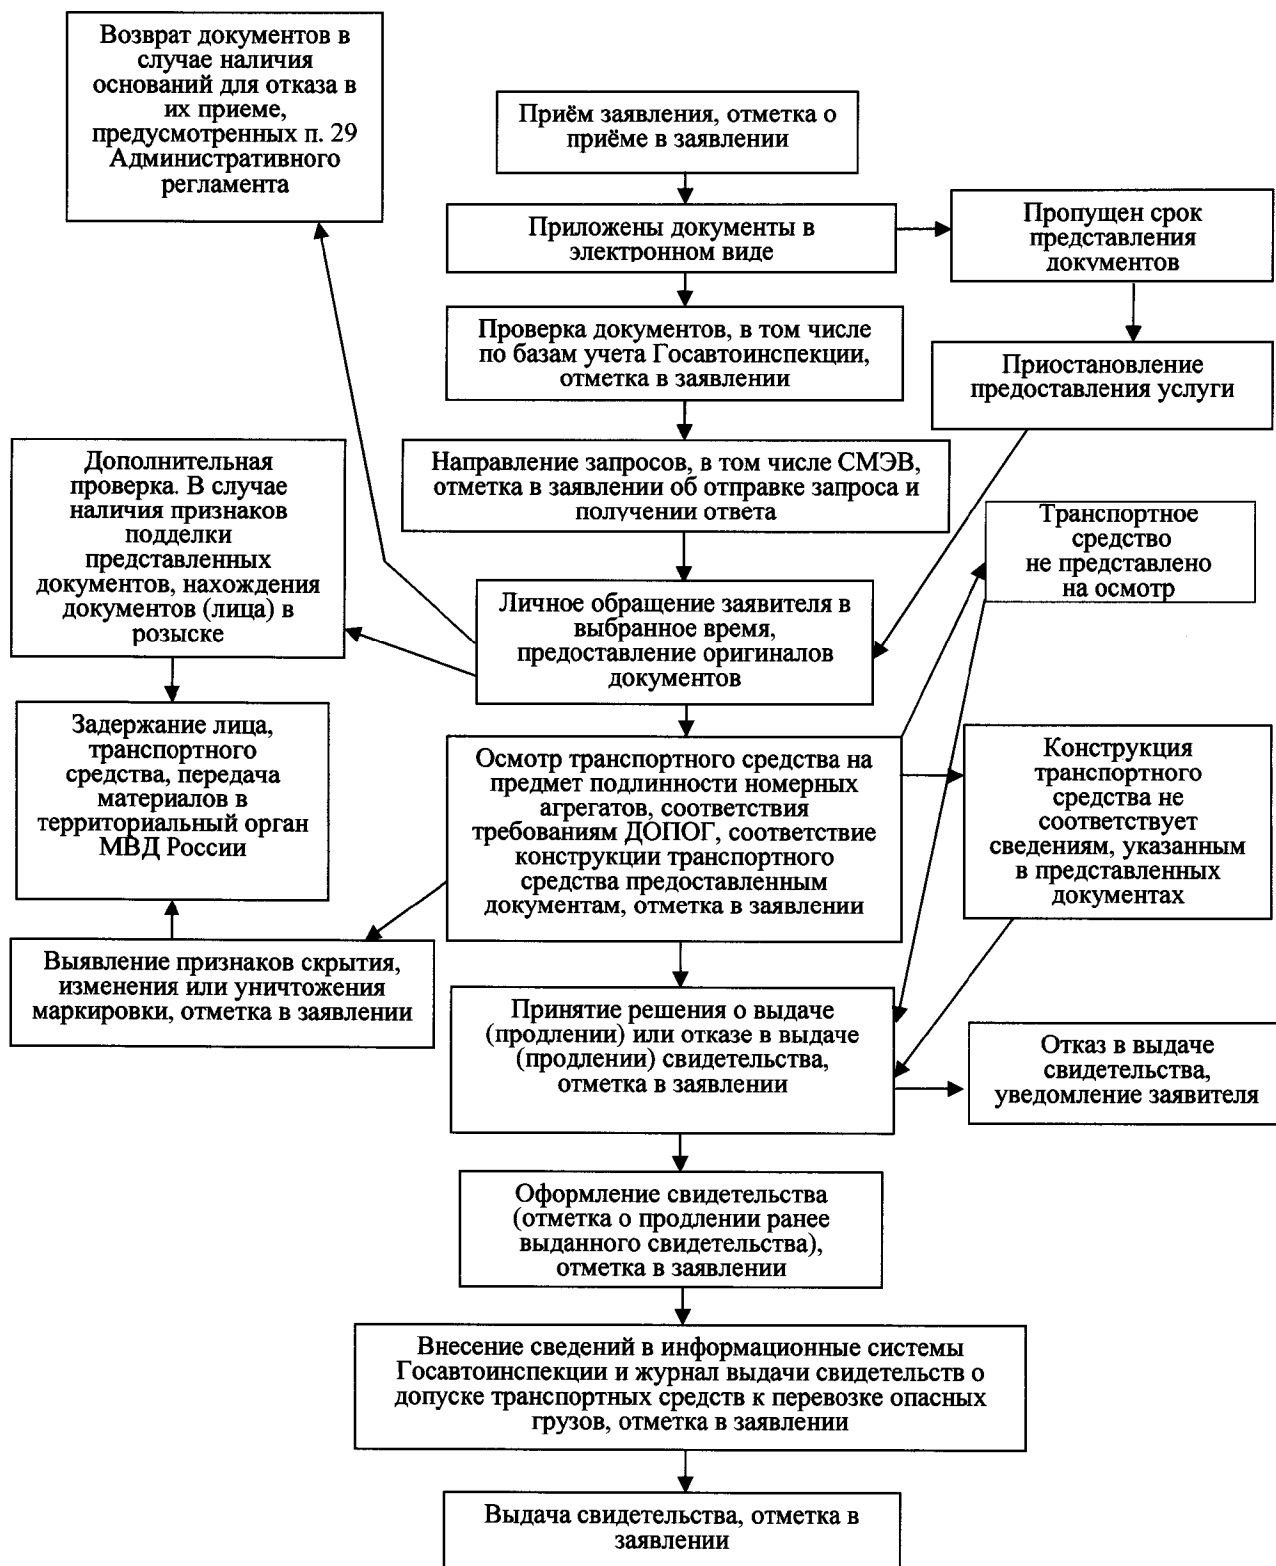 Возврат документов в
случае наличия
оснований для отказа в
их приеме,
предусмотренных п. 29
Административного
регламента
Приём заявления, отметка о
приёме в заявлении
Приложены документы в
электронном виде
Пропущен срок
представления
документов
Проверка документов, в том числе
по базам учета Госавтоинспекции,
отметка в заявлении
Приостановление
предоставления услуги
Дополнительная
проверка. В случае
наличия признаков
подделки
представленных
документов, нахождения
документов (лица) в
розыске
Направление запросов, в том числе СМЭВ,
отметка в заявлении об отправке запроса и
получении ответа
Транспортное
средство
не представлено
на осмотр
Личное обращение заявителя в
выбранное время,
предоставление оригиналов
документов
Задержание лица,
транспортного
средства, передача
материалов в
территориальный орган
МВД России
Осмотр транспортного средства на
предмет подлинности номерных
агрегатов, соответствия
требованиям ДОПОГ, соответствие
конструкции транспортного
средства предоставленным
документам, отметка в заявлении
Конструкция
транспортного
средства не
соответствует
сведениям, указанным
в представленных
документах
Выявление признаков скрытия,
изменения или уничтожения
маркировки, отметка в заявлении
Принятие решения о выдаче
(продлении) или отказе в выдаче
(продлении) свидетельства,
отметка в заявлении
Отказ в выдаче
свидетельства,
уведомление заявителя
Оформление свидетельства
(отметка о продлении ранее
выданного свидетельства),
отметка в заявлении
Внесение сведений в информационные системы
Госавтоинспекции и журнал выдачи свидетельств о
допуске транспортных средств к перевозке опасных
грузов, отметка в заявлении
Выдача свидетельства, отметка в
заявлении